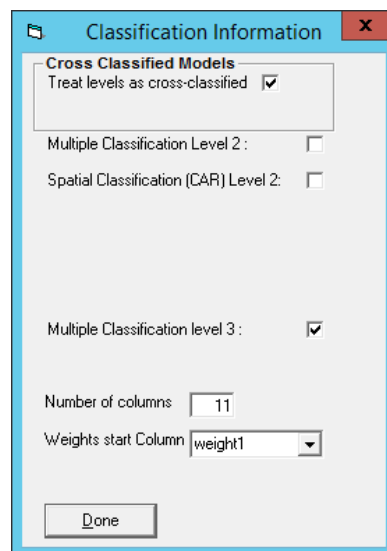 Classification Information
x
Cross Classified Models
Treat levels as cross-classified
Multiple Classification Level 2 :
Spatial Classification (CAR) Level 2:
Multiple Classification level 3 :
Number of columns 11
Weights start Column weight1
Done